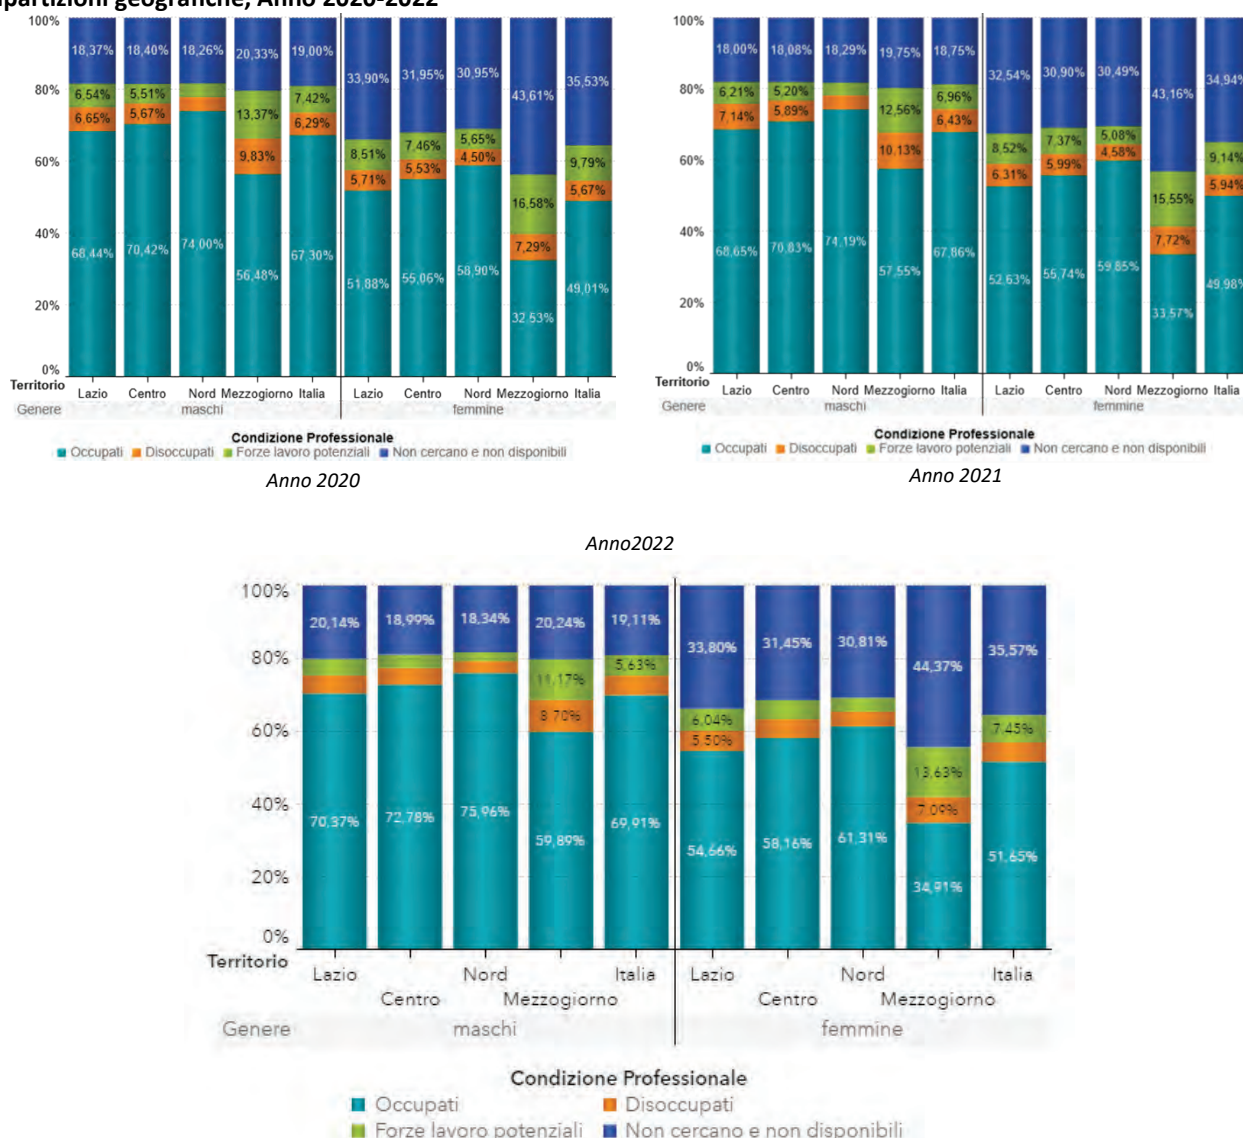 partizioni geografiche, Anno 2020-2022
100%
80%
60%
40%
20%
0%
18,37% 18,40% 18,26% 20,33% 19,00% 33,90% 31,95% 30,95% 43,61% 35,53%
6,54% 5,51% 13,37% 7,42% 8,51% 7,46% 5,65% 16,58% 9,79%
6,65% 5,67% 9,83% 6,29% 5,71% 5,53% 4,50% 7,29% 5,67%
68,44% 70,42% 74,00% 56,48% 67,30% 51,88% 55,06% 58,90% 32,53% 49,01%
Territorio Lazio Centro Nord Mezzogiorno Italia Lazio Centro Nord Mezzogiorno Italia
Genere maschi femmine
Condizione Professionale
Occupati Disoccupati Forze lavoro potenziali Non cercano e non disponibili
Anno 2020
100%
80%
60%
40%
20%
0%
18,00% 18,08% 18,29% 19,75% 18,75% 32,54% 30,90% 30,49% 43,16% 34,94%
6,21% 5,20% 12,56% 6,96% 8,52% 7,37% 5,08% 15,55% 9,14%
7,14% 5,89% 10,13% 6,43% 6,31% 5,99% 4,58% 7,72% 5,94%
68,65% 70,83% 74,19% 57,55% 67,86% 52,63% 55,74% 59,85% 33,57% 49,98%
Territorio Lazio Centro Nord Mezzogiorno Italia Lazio Centro Nord Mezzogiorno Italia
Genere maschi femmine
Condizione Professionale
Occupati Disoccupati Forze lavoro potenziali Non cercano e non disponibili
Anno 2021
Anno2022
100%
80%
60%
40%
20%
0%
20,14% 18,99% 18,34% 20,24% 19,11% 33,80% 31,45% 30,81% 44,37% 35,57%
11,17% 5,63% 6,04% 13,63% 7,45%
8,70% 5,50% 7,09%
70,37% 72,78% 75,96% 59,89% 69,91% 54,66% 58,16% 61,31% 34,91% 51,65%
Territorio
Lazio Nord Italia Lazio Nord Italia
Centro Mezzogiorno Centro Mezzogiorno
Genere maschi femmine
Condizione Professionale
Occupati Disoccupati
Forze lavoro potenziali Non cercano e non disponibili